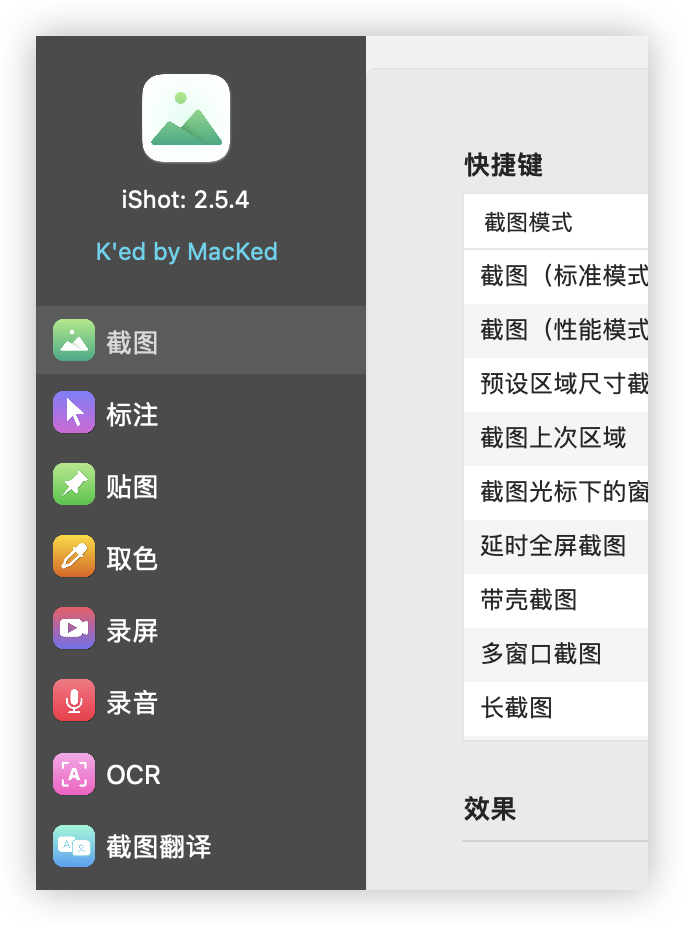 iShot: 2.5.4
K'ed by MacKed
截图
标注
贴图
取色
录屏
录音
OCR
截图翻译
快捷键
截图模式
截图（标准模式
截图（性能模式
预设区域尺寸截
截图上次区域
截图光标下的窗
延时全屏截图
带壳截图
多窗口截图
长截图
效果